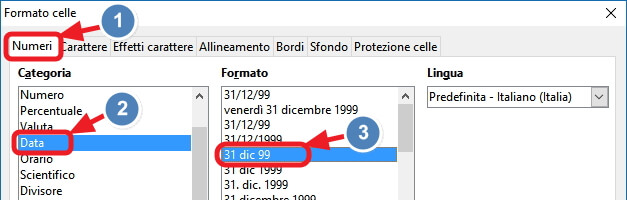 Formato celle
1
Numeri Carattere Effetti carattere Allineamento Bordi Sfondo Protezione celle
Categoria
Numero
Percentuale
Valuta
Data
Orario
Scientifico
Divisore
2
Formato
31/12/99
venerdì 31 dicembre 1999
31/12/99
31/12/1999
31 dic 99
31 dic 1999
31. dic. 1999
31 dicembre 1999
3
Lingua
Predefinita - Italiano (Italia)